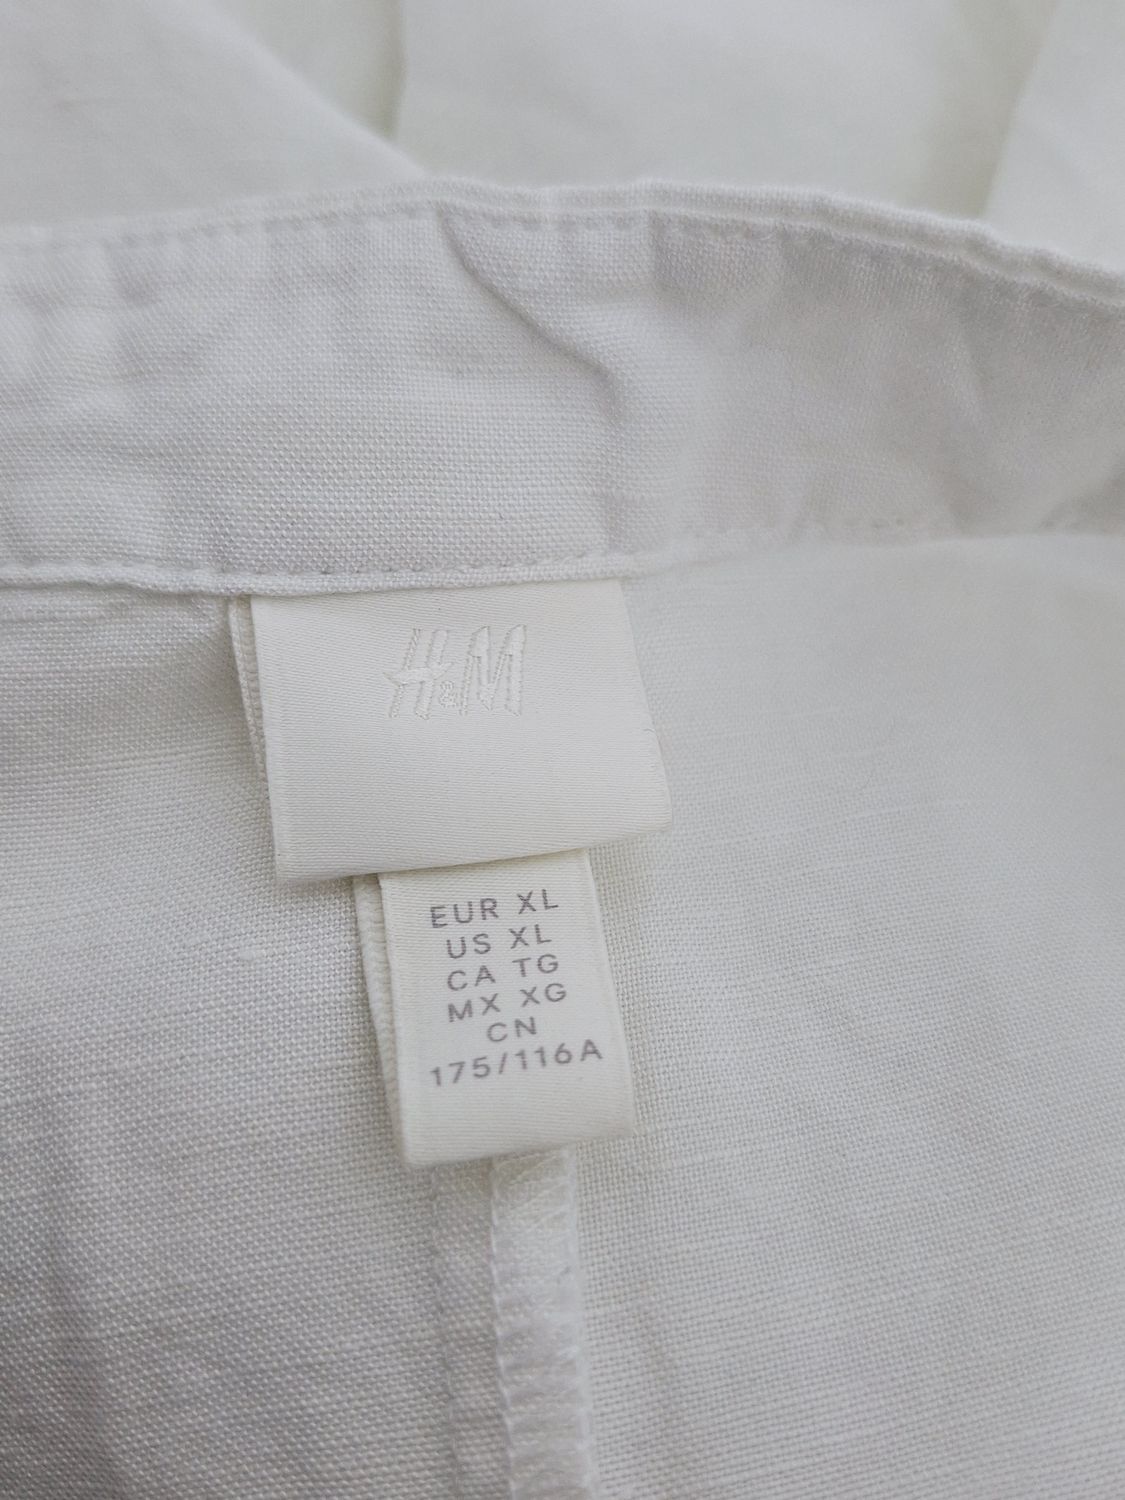 H&M
EUR XL
US XL
CA TG
MX XG
CN
175/116A